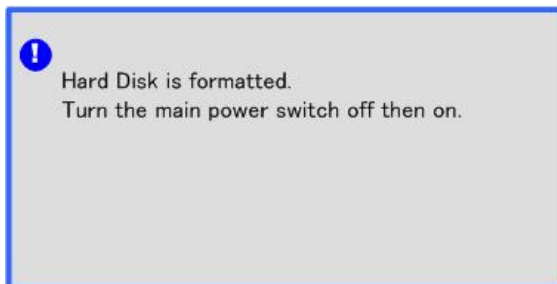 Hard Disk is formatted.
Turn the main power switch off then on.